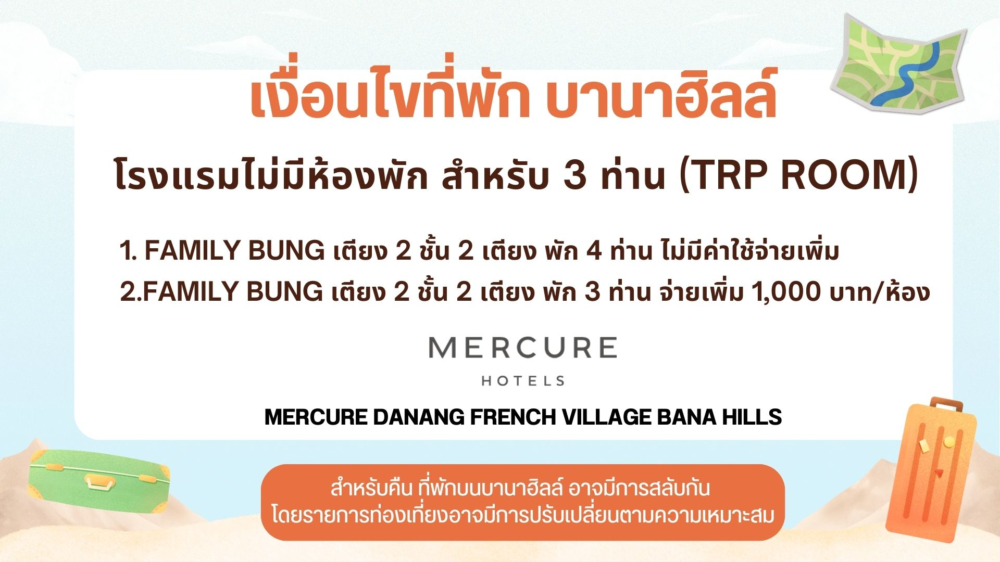 เงื่อนไขที่พัก บานาฮิลล์
โรงแรมไม่มีห้องพัก สำหรับ 3 ท่าน (TRP ROOM)
1. FAMILY BUNG เตียง 2 ชั้น 2 เตียง พัก 4 ท่าน ไม่มีค่าใช้จ่ายเพิ่ม
2.FAMILY BUNG เตียง 2 ชั้น 2 เตียง พัก 3 ท่าน จ่ายเพิ่ม 1,000 บาท/ห้อง
MERCURE
HOTELS
MERCURE DANANG FRENCH VILLAGE BANA HILLS
สำหรับคืน ที่พักบนบานาฮิลล์ อาจมีการสลับกัน
โดยรายการท่องเที่ยงอาจมีการปรับเปลี่ยนตามความเหมาะสม